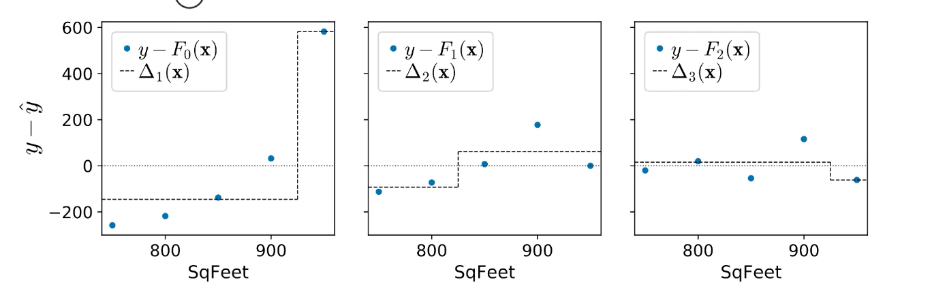 y − ŷ
600
400
200
0
−200
y − F₀(x)
Δ₁(x)
800 900
SqFeet
y − F₁(x)
Δ₂(x)
800 900
SqFeet
y − F₂(x)
Δ₃(x)
800 900
SqFeet